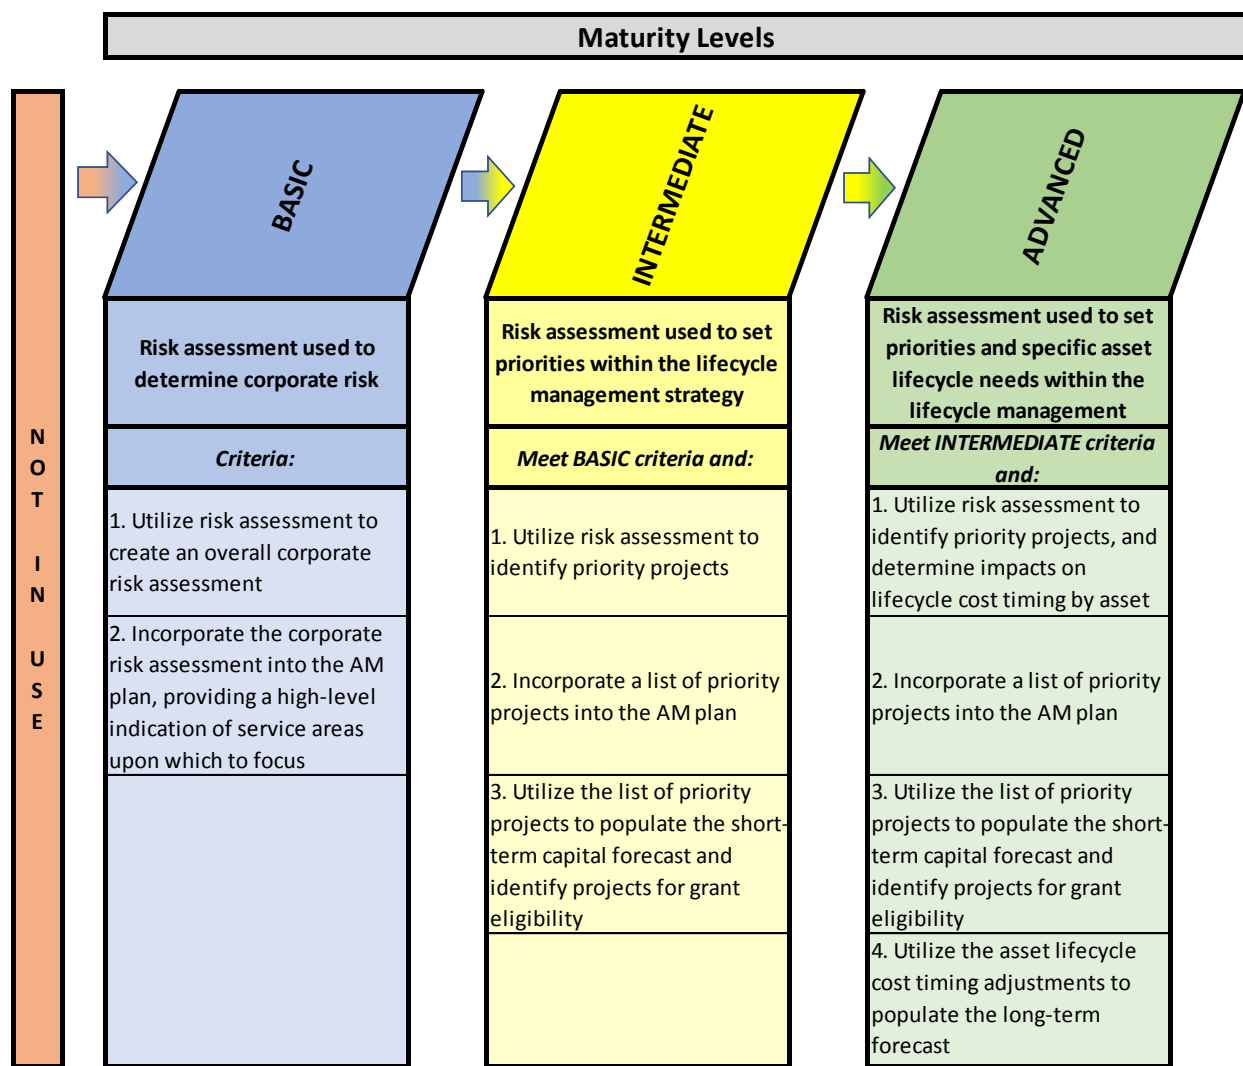 Maturity Levels
NOT IN USE
BASIC
Risk assessment used to
determine corporate risk
Criteria:
1. Utilize risk assessment to
create an overall corporate
risk assessment
2. Incorporate the corporate
risk assessment into the AM
plan, providing a high-level
indication of service areas
upon which to focus
INTERMEDIATE
Risk assessment used to set
priorities within the lifecycle
management strategy
Meet BASIC criteria and:
1. Utilize risk assessment to
identify priority projects
2. Incorporate a list of priority
projects into the AM plan
3. Utilize the list of priority
projects to populate the short-
term capital forecast and
identify projects for grant
eligibility
ADVANCED
Risk assessment used to set
priorities and specific asset
lifecycle needs within the
lifecycle management
Meet INTERMEDIATE criteria
and:
1. Utilize risk assessment to
identify priority projects, and
determine impacts on
lifecycle cost timing by asset
2. Incorporate a list of priority
projects into the AM plan
3. Utilize the list of priority
projects to populate the short-
term capital forecast and
identify projects for grant
eligibility
4. Utilize the asset lifecycle
cost timing adjustments to
populate the long-term
forecast